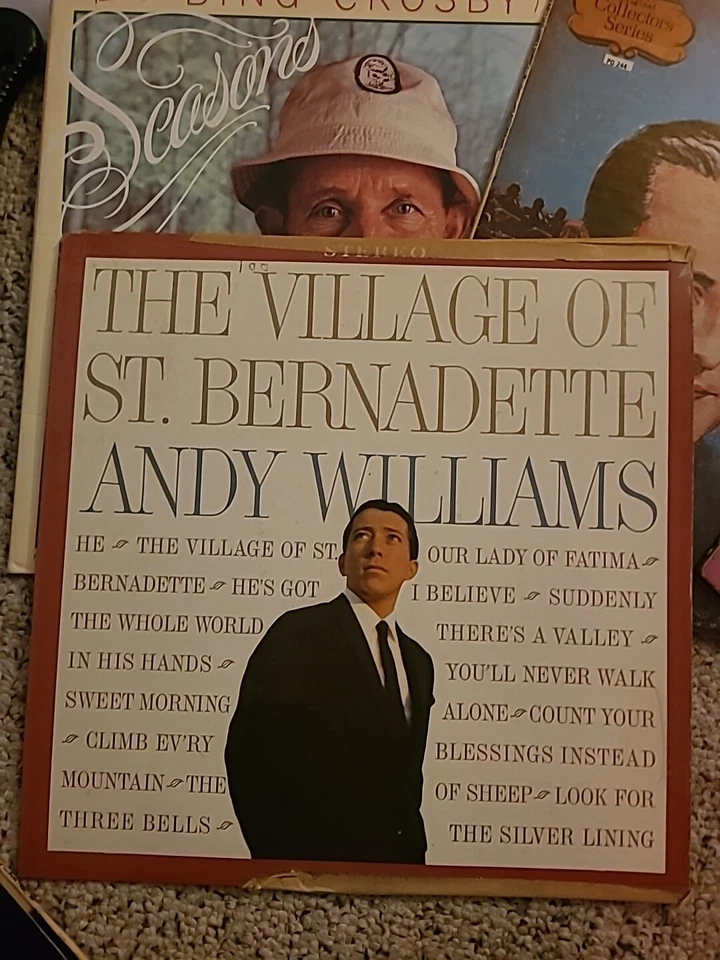 BING CROSBY
Seasons
Collectors
Series
PG 244
STEREO
THE VILLAGE OF
ST. BERNADETTE
ANDY WILLIAMS
HE THE VILLAGE OF ST.
BERNADETTE HE'S GOT
THE WHOLE WORLD
IN HIS HANDS
SWEET MORNING
CLIMB EV'RY
MOUNTAIN THE
THREE BELLS
OUR LADY OF FATIMA
I BELIEVE SUDDENLY
THERE'S A VALLEY
YOU'LL NEVER WALK
ALONE COUNT YOUR
BLESSINGS INSTEAD
OF SHEEP LOOK FOR
THE SILVER LINING